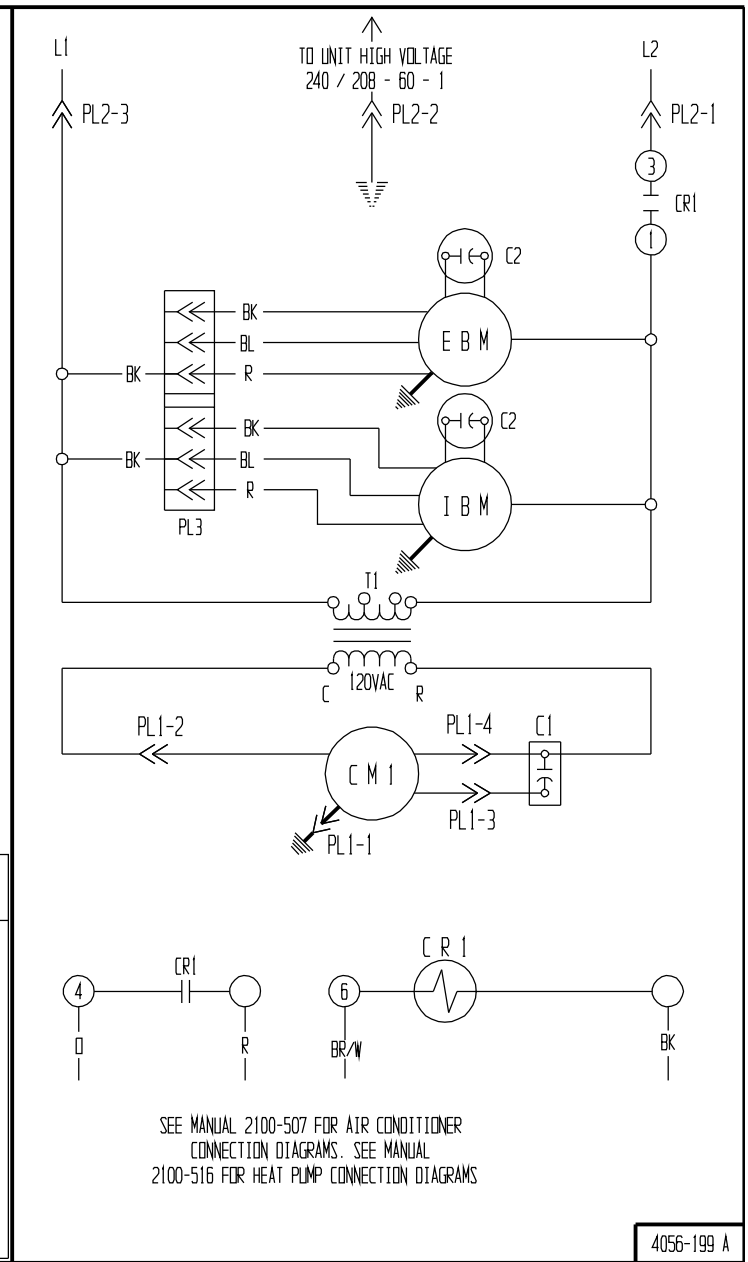 L1
TO UNIT HIGH VOLTAGE
240 / 208 - 60 - 1
L2
PL2-3
PL2-2
PL2-1
3
CR1
1
C2
BK
E B M
BL
BK
R
C2
BK
BK
BL
I B M
R
PL3
T1
120VAC
C
R
PL1-2
PL1-4
C1
C M 1
PL1-3
PL1-1
C R 1
CR1
4
6
O
R
BR/W
BK
SEE MANUAL 2100-507 FOR AIR CONDITIONER
CONNECTION DIAGRAMS. SEE MANUAL
2100-516 FOR HEAT PUMP CONNECTION DIAGRAMS
4056-199 A